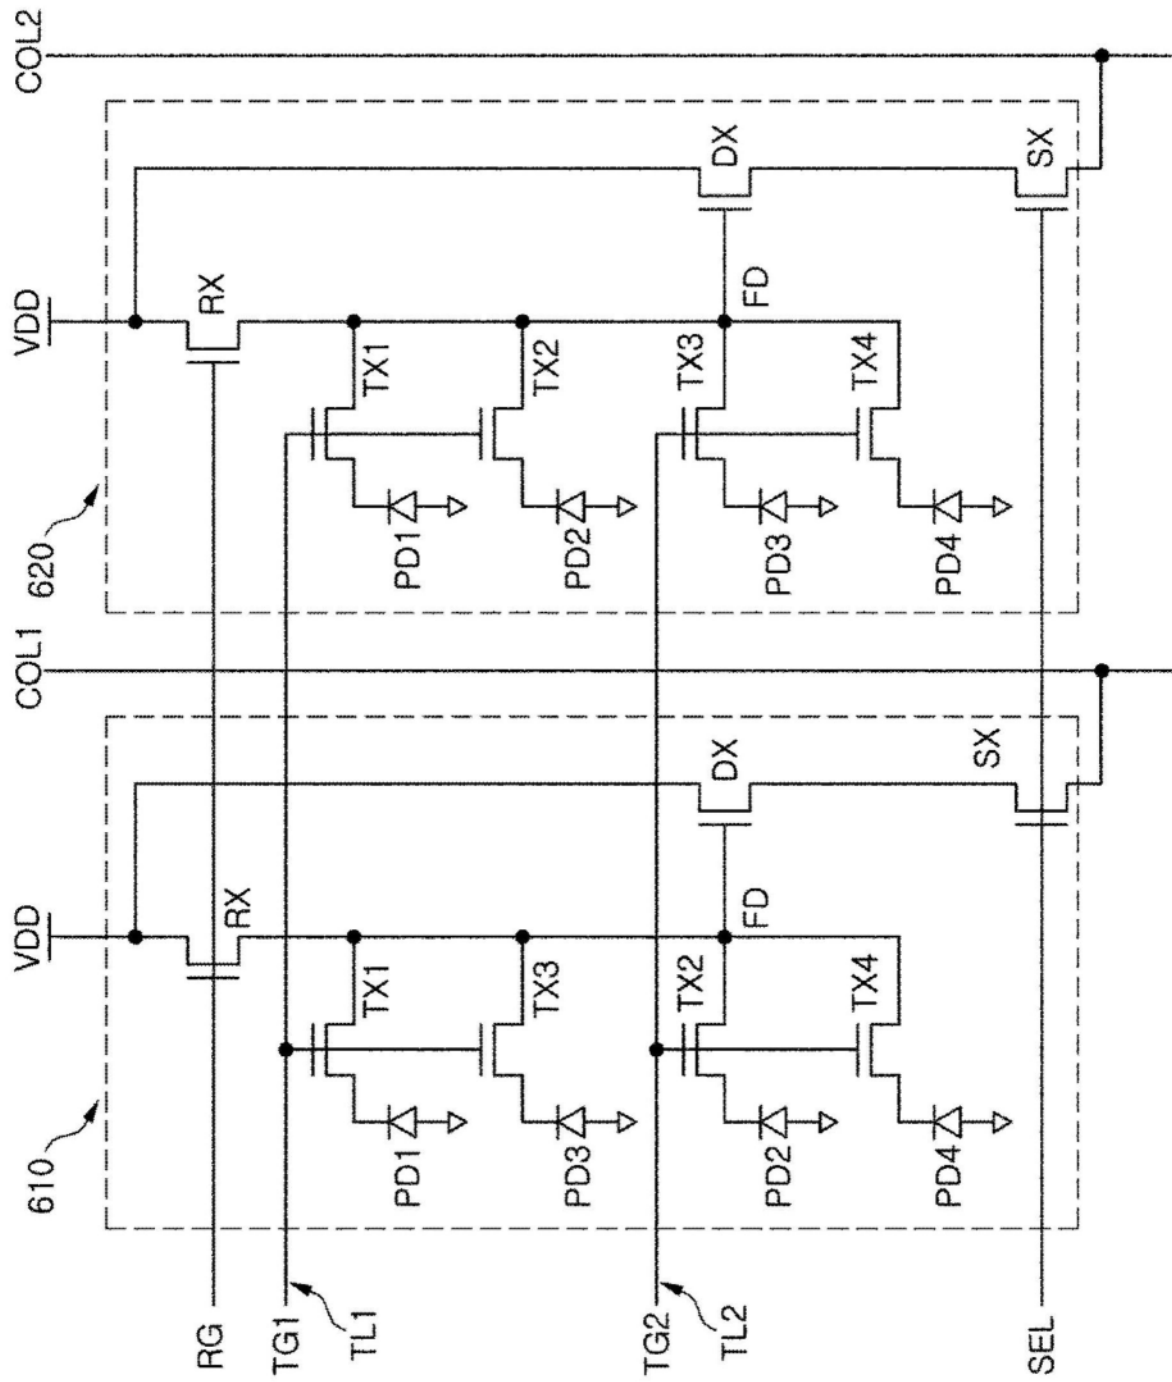 VDD
COL1
VDD
COL2
610
620
RG
RX
RX
TG1
TL1
TX1
TX1
PD1
PD1
TX3
TX2
PD3
PD2
TG2
TX2
TX3
TL2
DX
DX
FD
FD
PD2
PD3
TX4
TX4
PD4
PD4
SX
SEL
SX